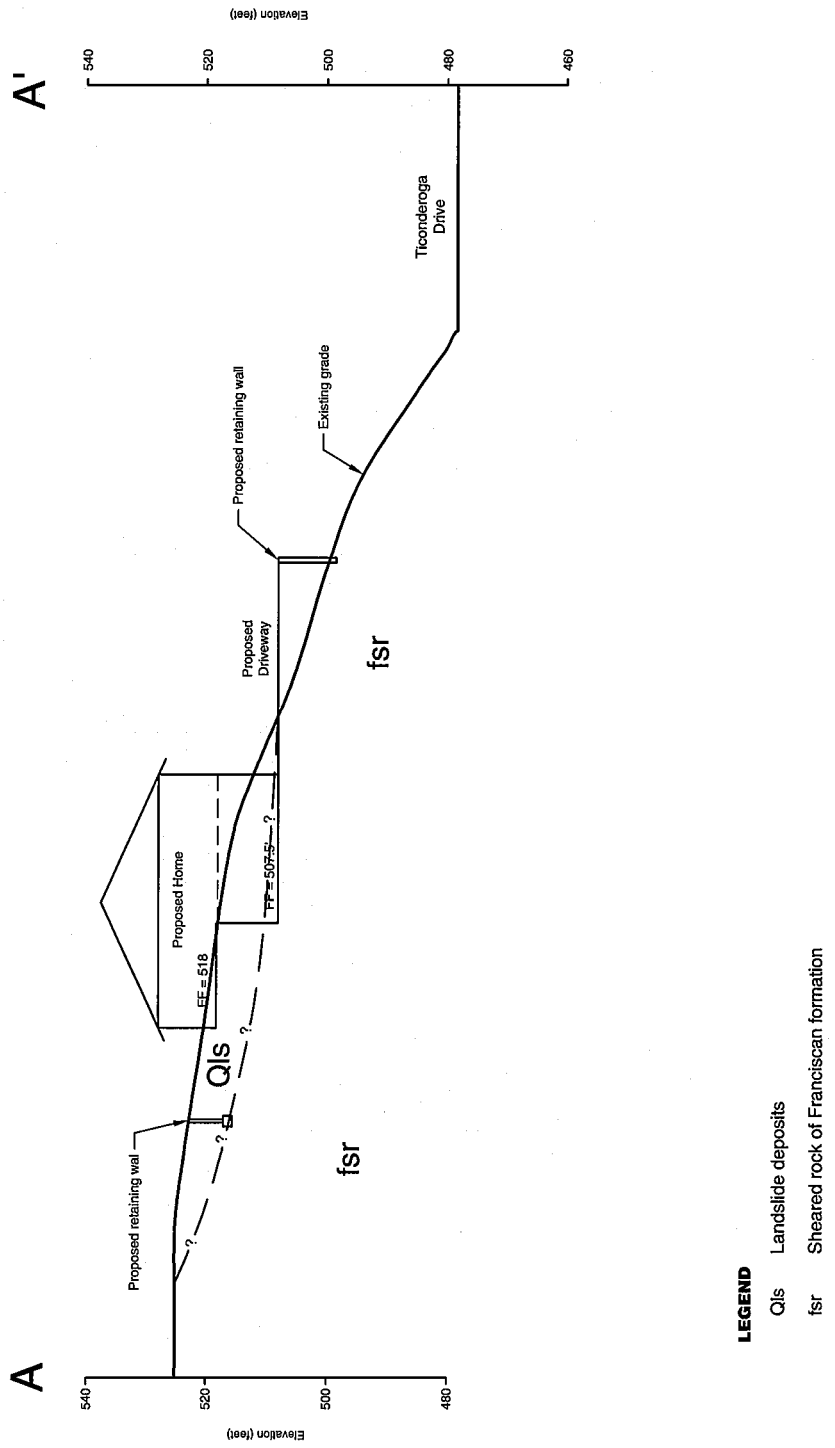 A
A'
Elevation (feet)
540
520
500
480
Elevation (feet)
540
520
500
480
460
Proposed retaining wal
Qls
fsr
FF = 518
Proposed Home
FF = 507.5'
?
?
?
?
Proposed
Driveway
fsr
Proposed retaining wall
Existing grade
Ticonderoga
Drive
LEGEND
Qls Landslide deposits
fsr Sheared rock of Franciscan formation